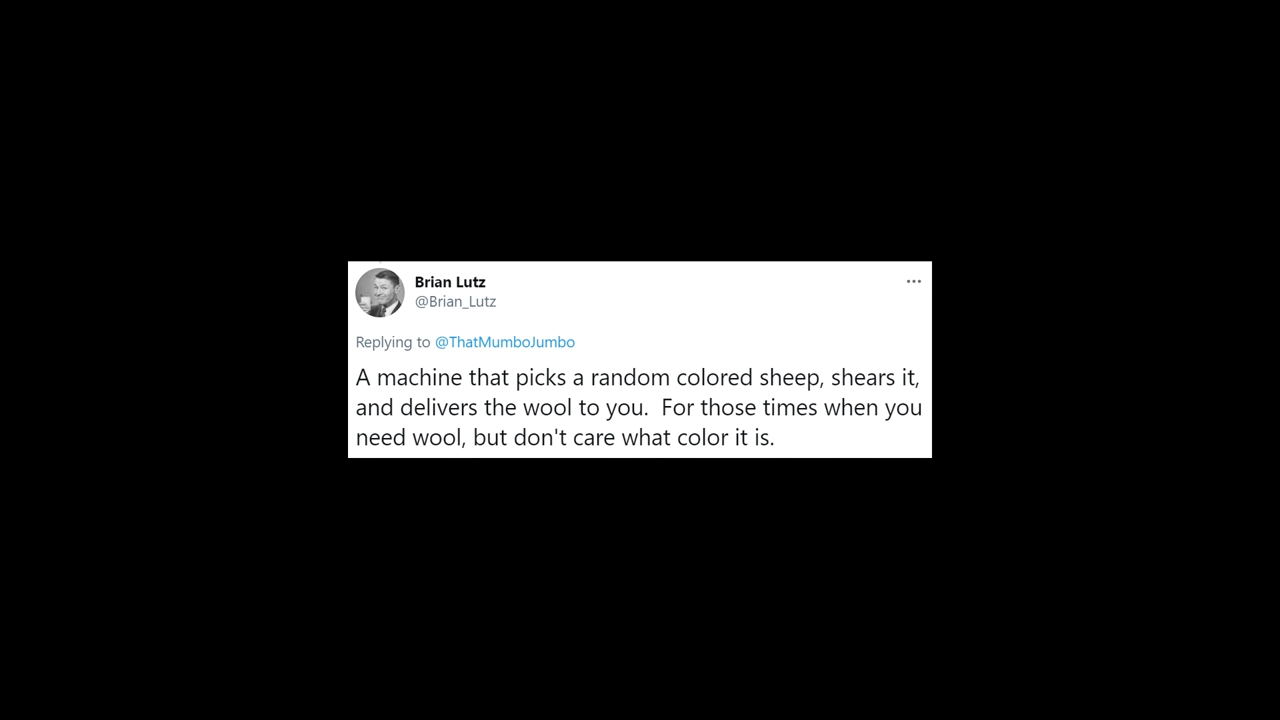 Brian Lutz
@Brian_Lutz
Replying to @ThatMumboJumbo
A machine that picks a random colored sheep, shears it,
and delivers the wool to you.  For those times when you
need wool, but don't care what color it is.